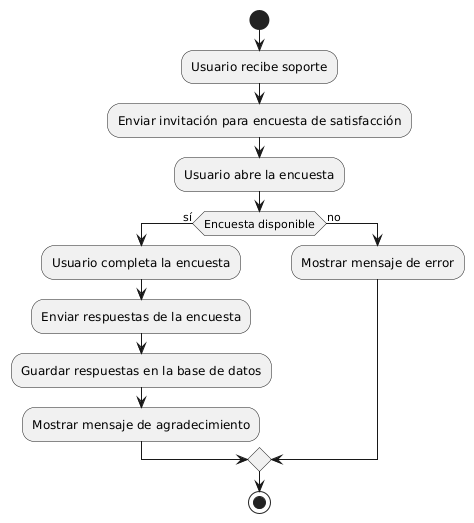 Usuario recibe soporte
Enviar invitación para encuesta de satisfacción
Usuario abre la encuesta
sí
Encuesta disponible
no
Usuario completa la encuesta
Mostrar mensaje de error
Enviar respuestas de la encuesta
Guardar respuestas en la base de datos
Mostrar mensaje de agradecimiento